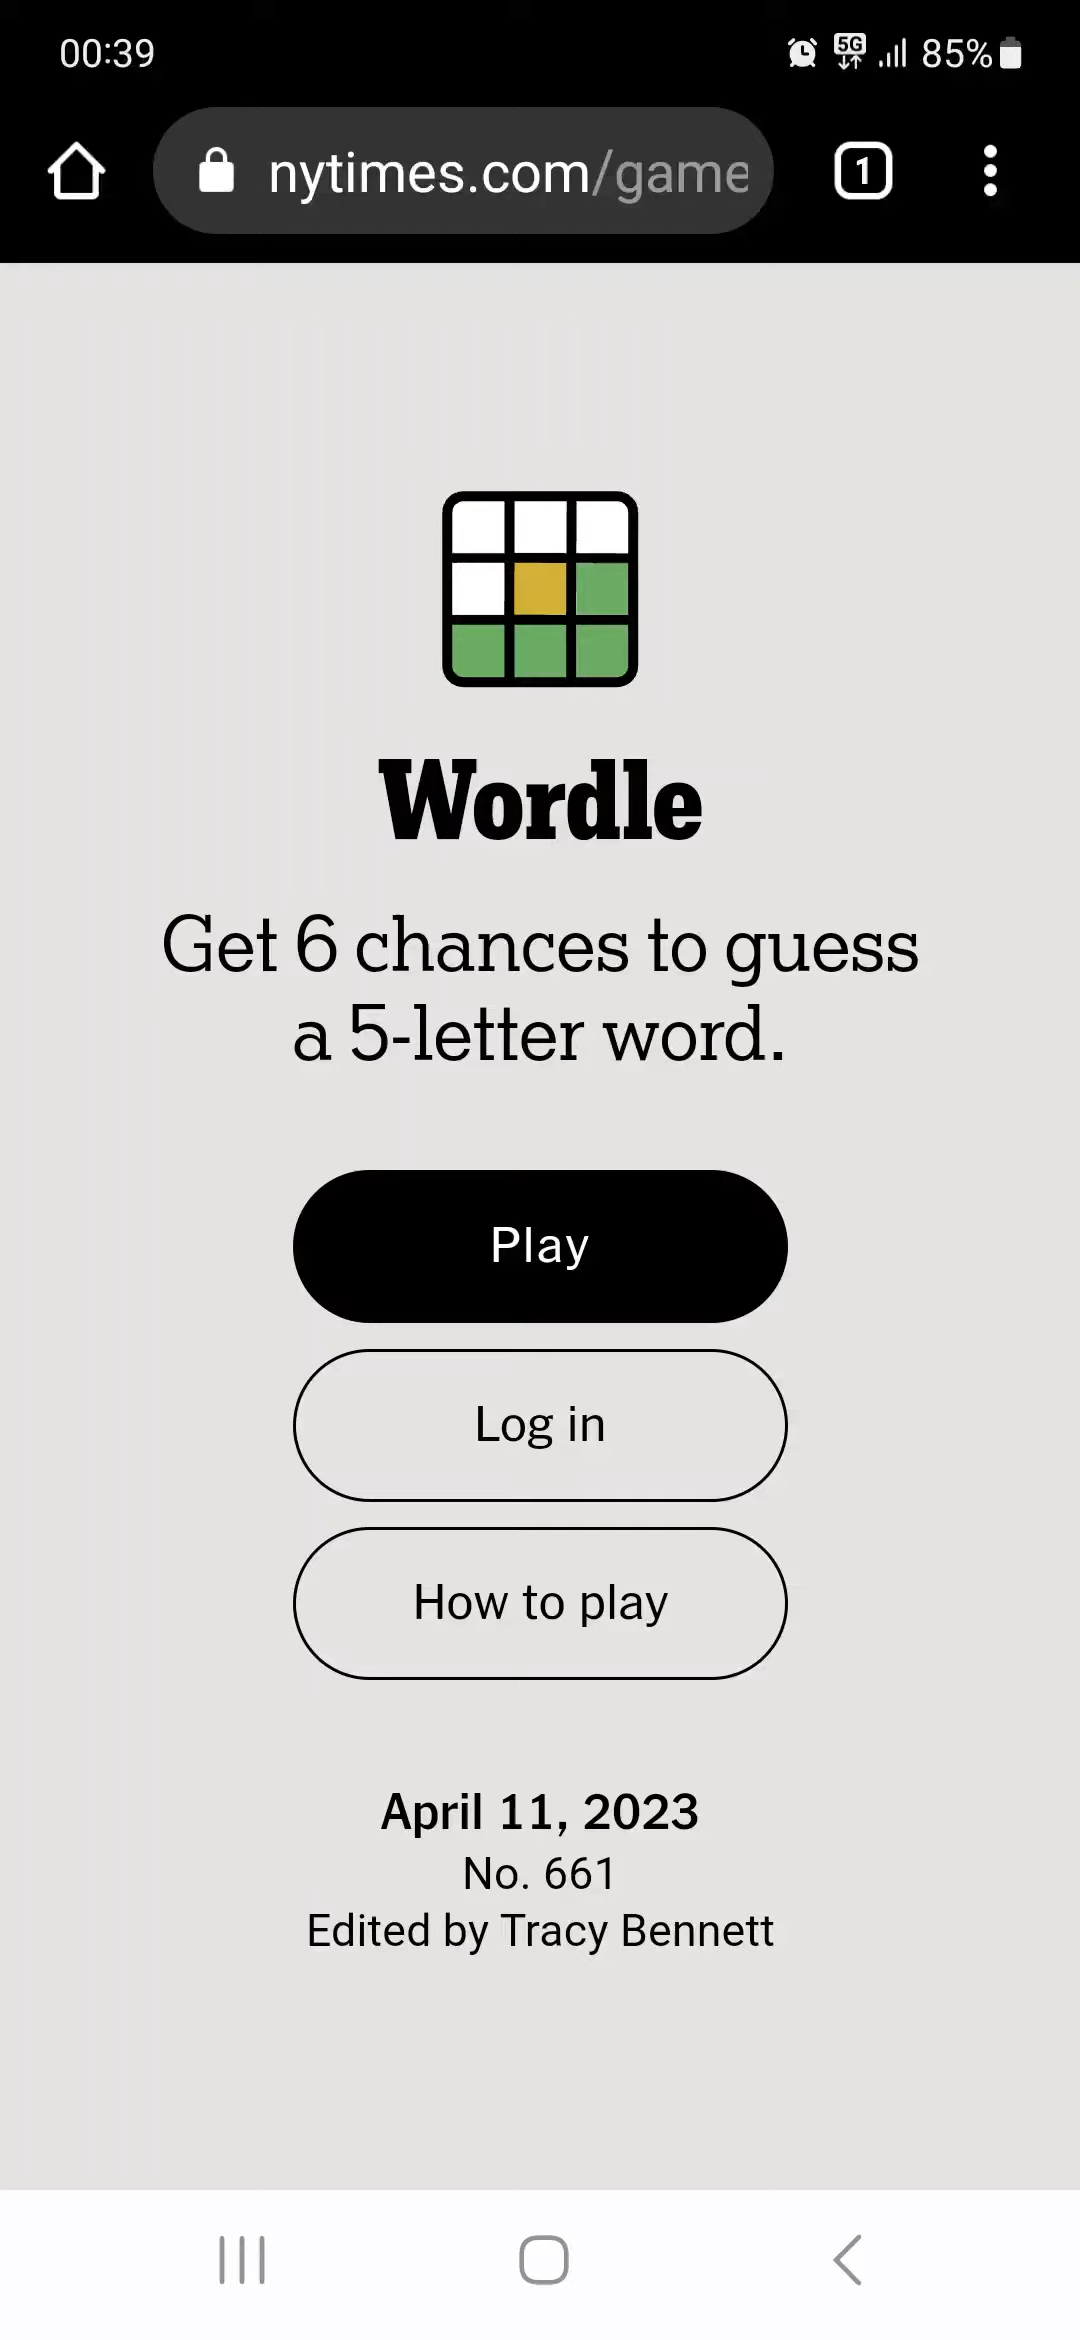 00:39
5G
85%
nytimes.com/game
1
Wordle
Get 6 chances to guess
a 5-letter word.
Play
Log in
How to play
April 11, 2023
No. 661
Edited by Tracy Bennett